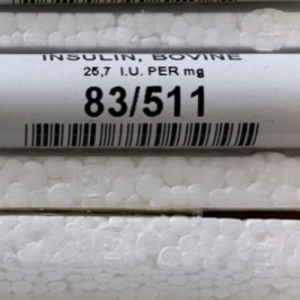 INSULIN, BOVINE
25,7 I.U. PER mg
83/511